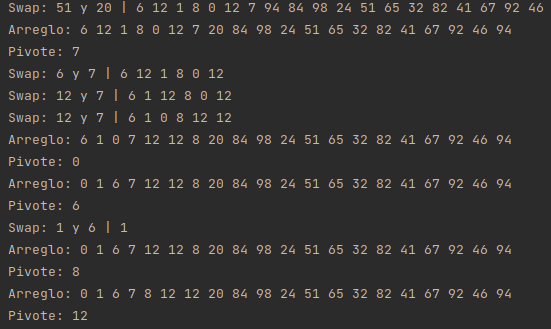 Swap: 51 y 20 | 6 12 1 8 0 12 7 94 84 98 24 51 65 32 82 41 67 92 46
Arreglo: 6 12 1 8 0 12 7 20 84 98 24 51 65 32 82 41 67 92 46 94
Pivote: 7
Swap: 6 y 7 | 6 12 1 8 0 12
Swap: 12 y 7 | 6 1 12 8 0 12
Swap: 12 y 7 | 6 1 0 8 12 12
Arreglo: 6 1 0 7 12 12 8 20 84 98 24 51 65 32 82 41 67 92 46 94
Pivote: 0
Arreglo: 0 1 6 7 12 12 8 20 84 98 24 51 65 32 82 41 67 92 46 94
Pivote: 6
Swap: 1 y 6 | 1
Arreglo: 0 1 6 7 12 12 8 20 84 98 24 51 65 32 82 41 67 92 46 94
Pivote: 8
Arreglo: 0 1 6 7 8 12 12 20 84 98 24 51 65 32 82 41 67 92 46 94
Pivote: 12